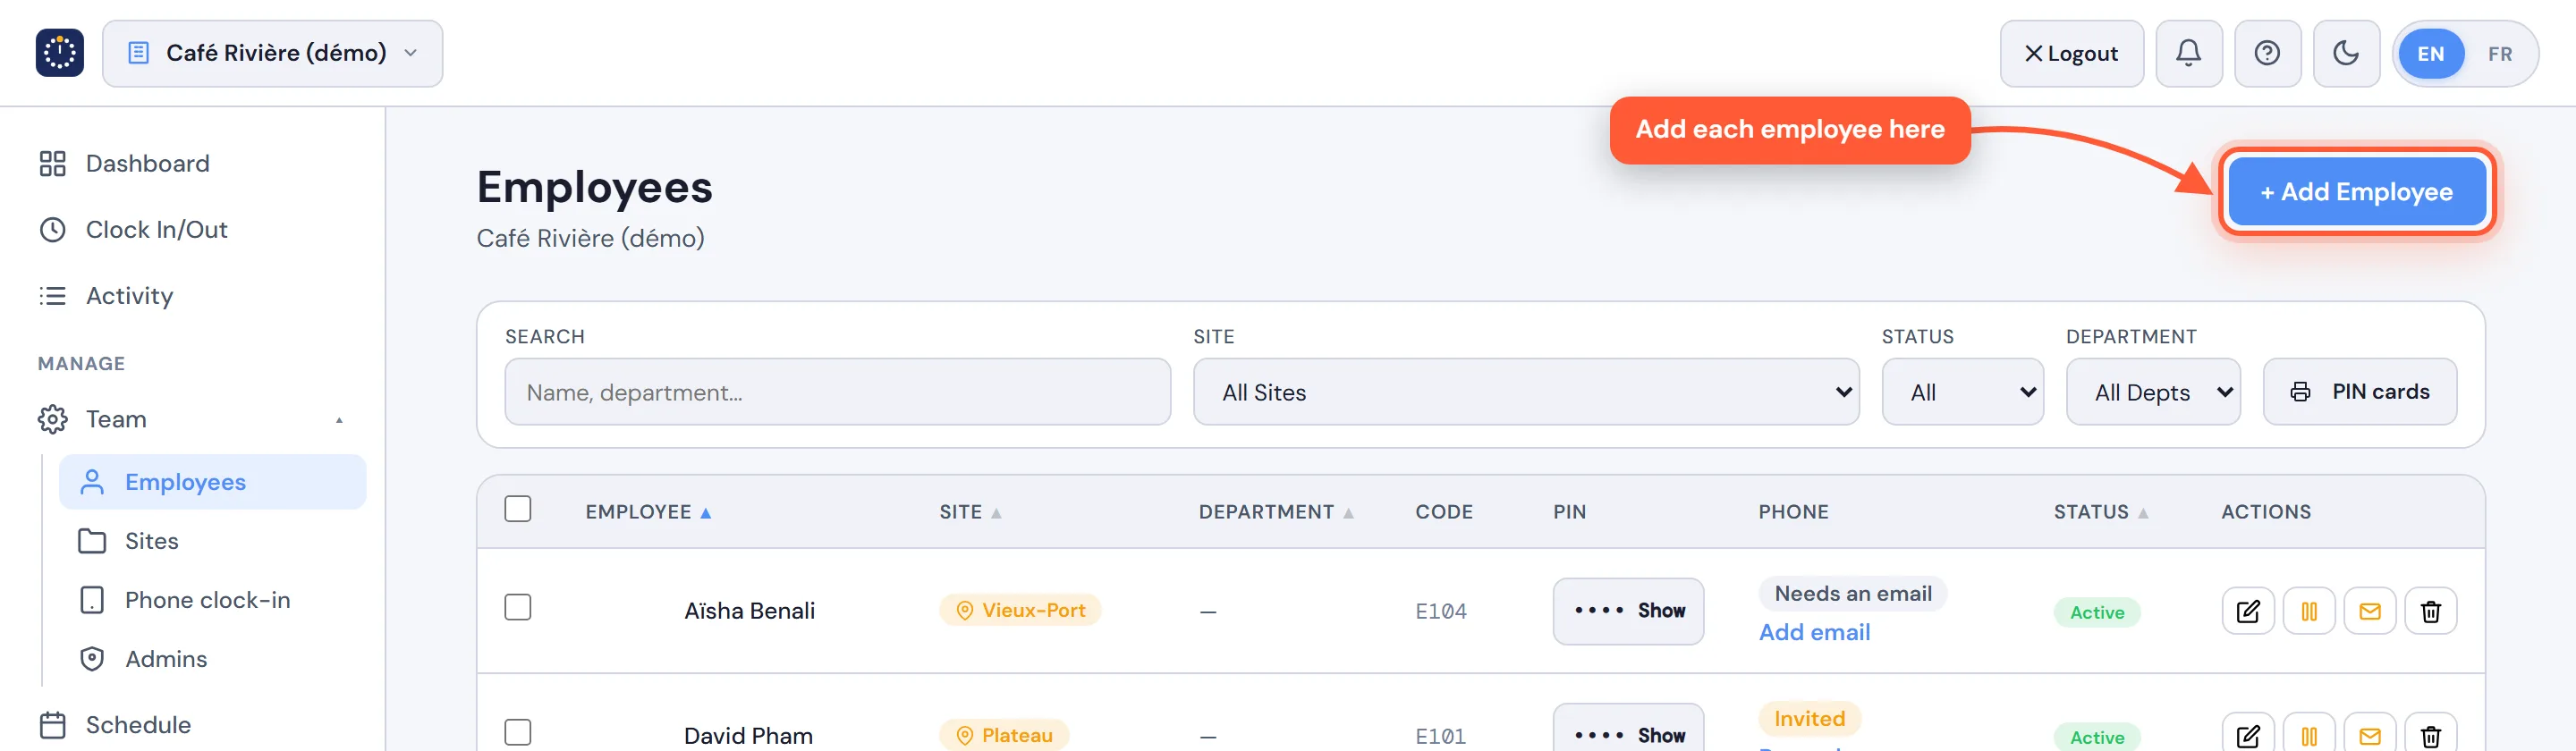 Café Rivière (démo)
Logout
EN FR
Add each employee here
Dashboard
Clock In/Out
Activity
MANAGE
Team
Employees
Sites
Phone clock-in
Admins
Schedule
Employees
Café Rivière (démo)
+ Add Employee
SEARCH SITE STATUS DEPARTMENT
Name, department... All Sites All All Depts PIN cards
EMPLOYEE SITE DEPARTMENT CODE PIN PHONE STATUS ACTIONS
Aïsha Benali Vieux-Port — E104 •••• Show Needs an email Active
Add email
David Pham Plateau — E101 •••• Show Invited Active